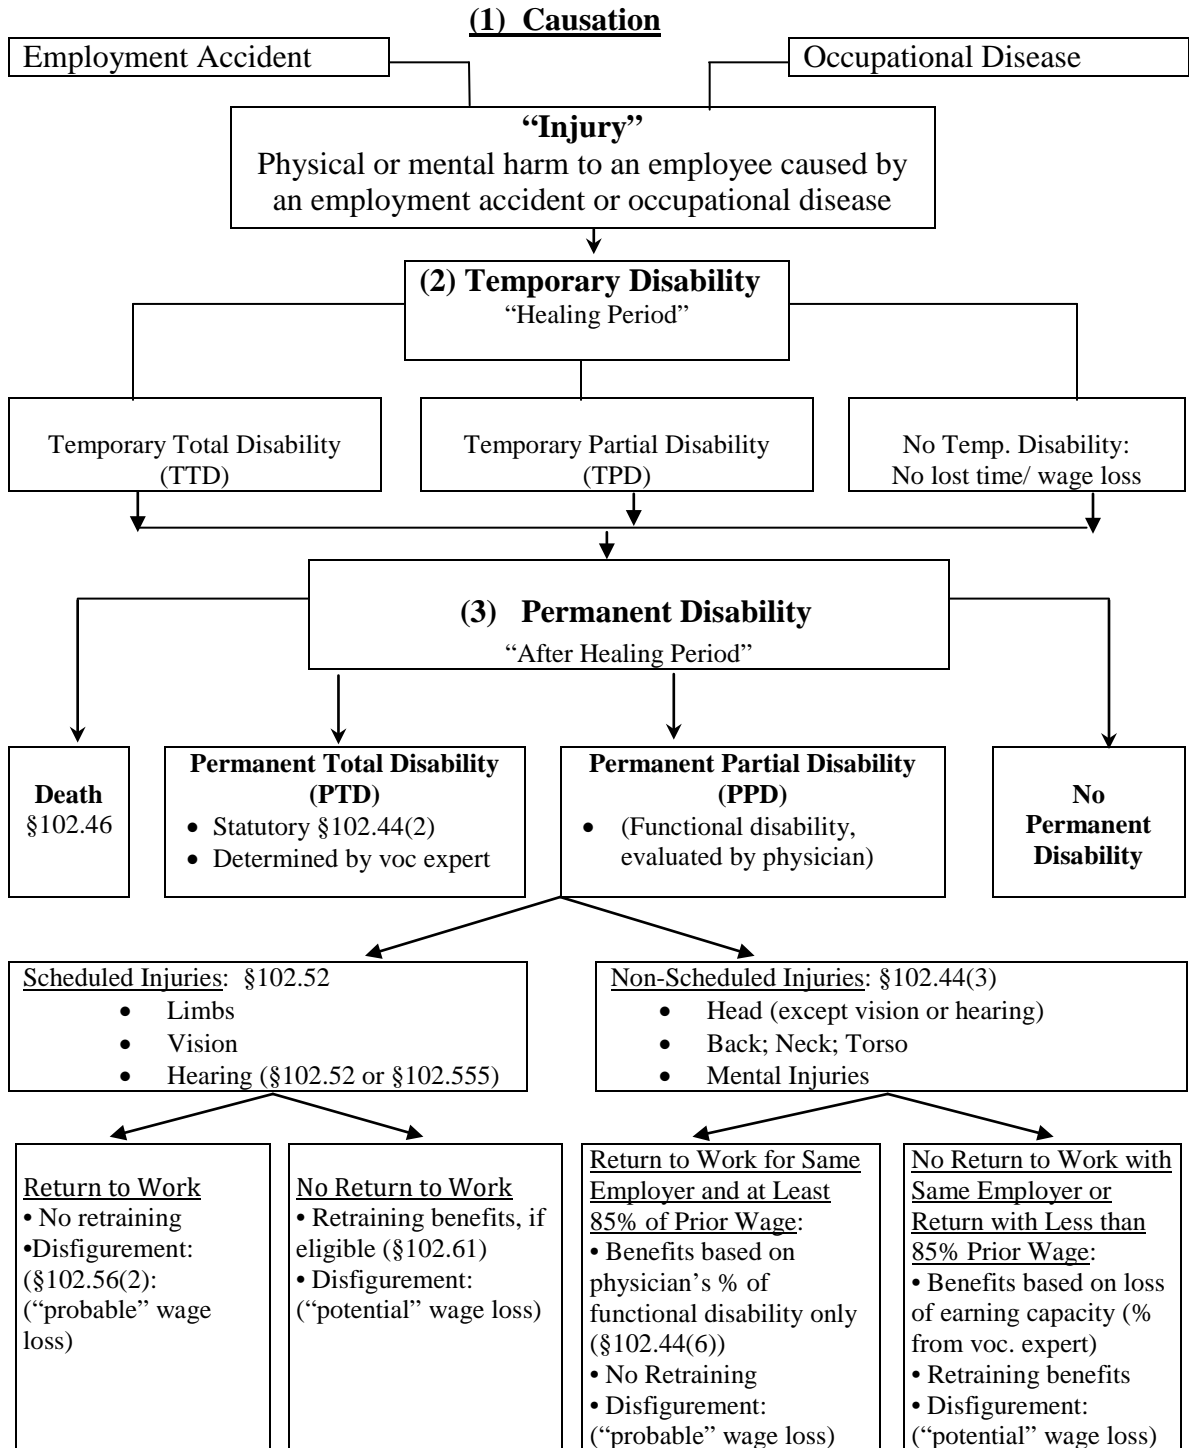 (1) Causation
Employment Accident
Occupational Disease
“Injury”
Physical or mental harm to an employee caused by
an employment accident or occupational disease
(2) Temporary Disability
“Healing Period”
Temporary Total Disability
(TTD)
Temporary Partial Disability
(TPD)
No Temp. Disability:
No lost time/ wage loss
(3) Permanent Disability
“After Healing Period”
Death
§102.46
Permanent Total Disability
(PTD)
• Statutory §102.44(2)
• Determined by voc expert
Permanent Partial Disability
(PPD)
• (Functional disability,
evaluated by physician)
No
Permanent
Disability
Scheduled Injuries: §102.52
• Limbs
• Vision
• Hearing (§102.52 or §102.555)
Non-Scheduled Injuries: §102.44(3)
• Head (except vision or hearing)
• Back; Neck; Torso
• Mental Injuries
Return to Work
• No retraining
•Disfigurement:
(§102.56(2):
(“probable” wage
loss)
No Return to Work
• Retraining benefits, if
eligible (§102.61)
• Disfigurement:
(“potential” wage loss)
Return to Work for Same
Employer and at Least
85% of Prior Wage:
• Benefits based on
physician’s % of
functional disability only
(§102.44(6))
• No Retraining
• Disfigurement:
(“probable” wage loss)
No Return to Work with
Same Employer or
Return with Less than
85% Prior Wage:
• Benefits based on loss
of earning capacity (%
from voc. expert)
• Retraining benefits
• Disfigurement:
(“potential” wage loss)